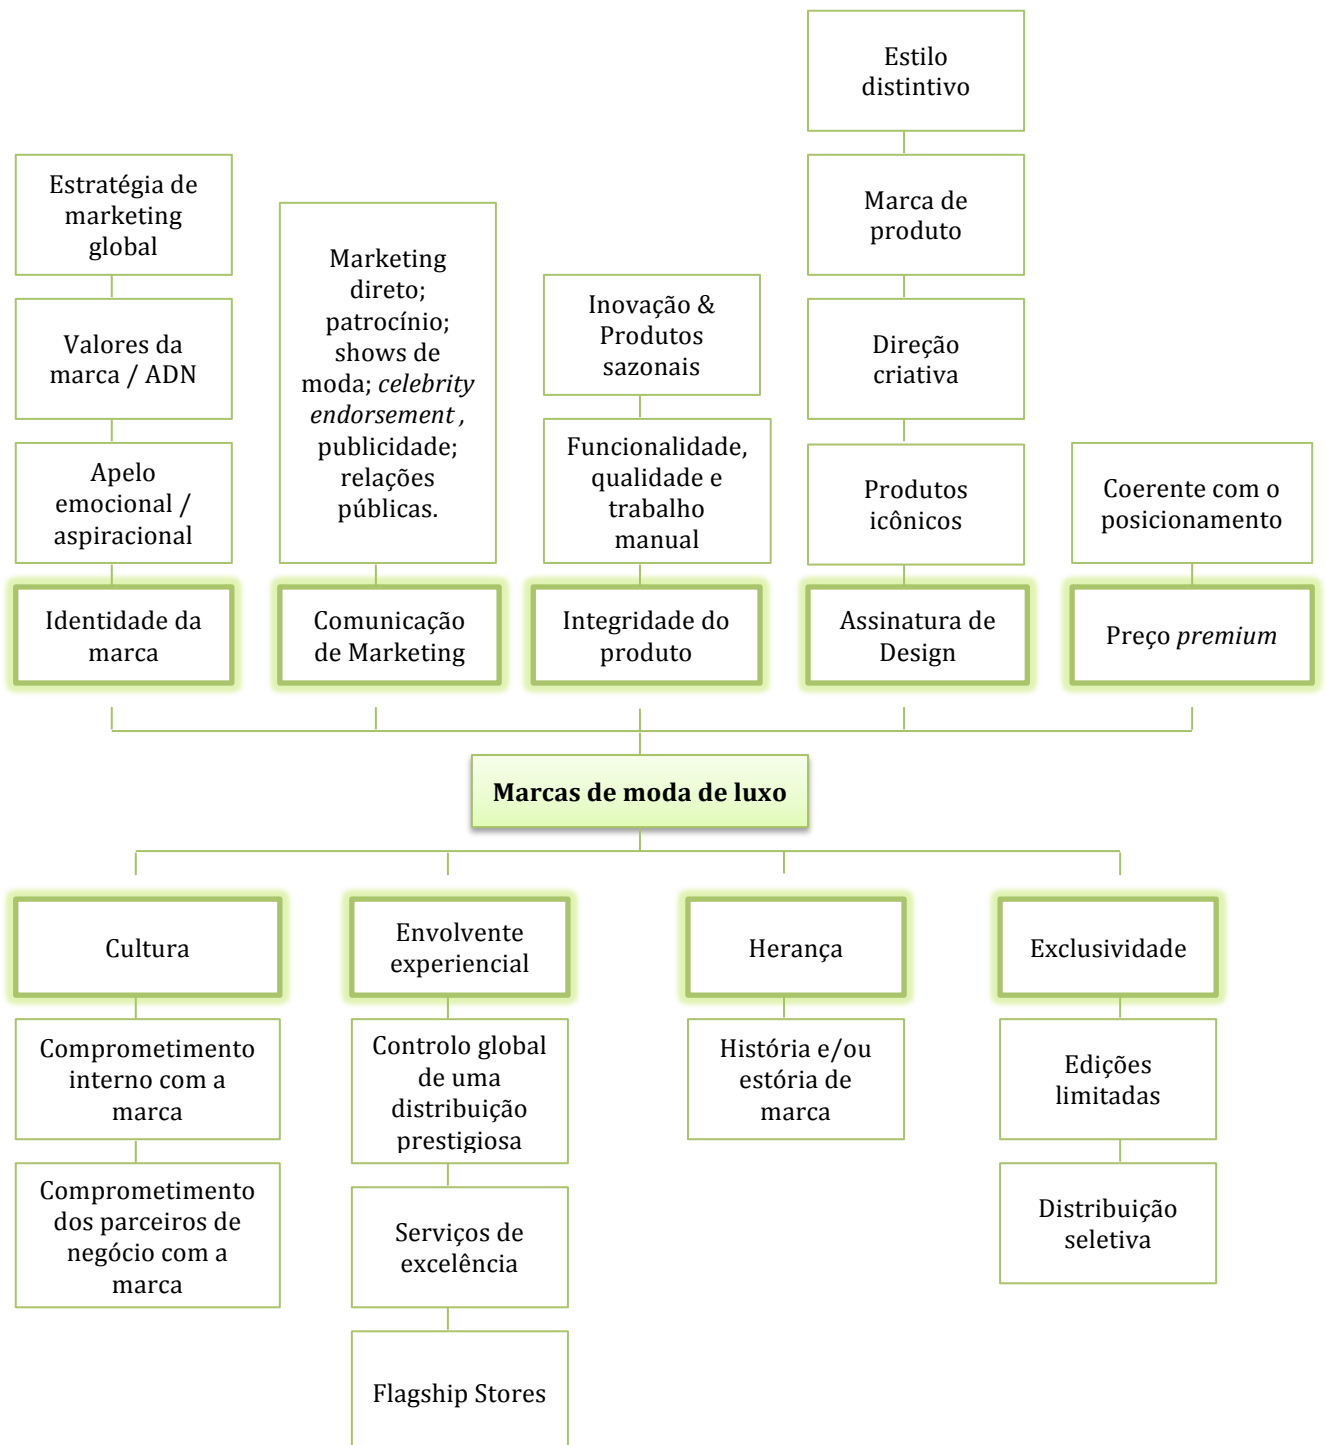 Estilo
distintivo
Estratégia de
marketing
global
Marca de
produto
Marketing
direto;
patrocínio;
shows de
moda; celebrity
endorsement ,
publicidade;
relações
públicas.
Inovação &
Produtos
sazonais
Valores da
marca / ADN
Direção
criativa
Apelo
emocional /
aspiracional
Funcionalidade,
qualidade e
trabalho
manual
Produtos
icônicos
Coerente com o
posicionamento
Identidade da
marca
Comunicação
de Marketing
Integridade do
produto
Assinatura de
Design
Preço premium
Marcas de moda de luxo
Cultura
Envolvente
experiencial
Herança
Exclusividade
Comprometimento
interno com a
marca
Controlo global
de uma
distribuição
prestigiosa
História e/ou
estória de
marca
Edições
limitadas
Comprometimento
dos parceiros de
negócio com a
marca
Serviços de
excelência
Distribuição
seletiva
Flagship Stores